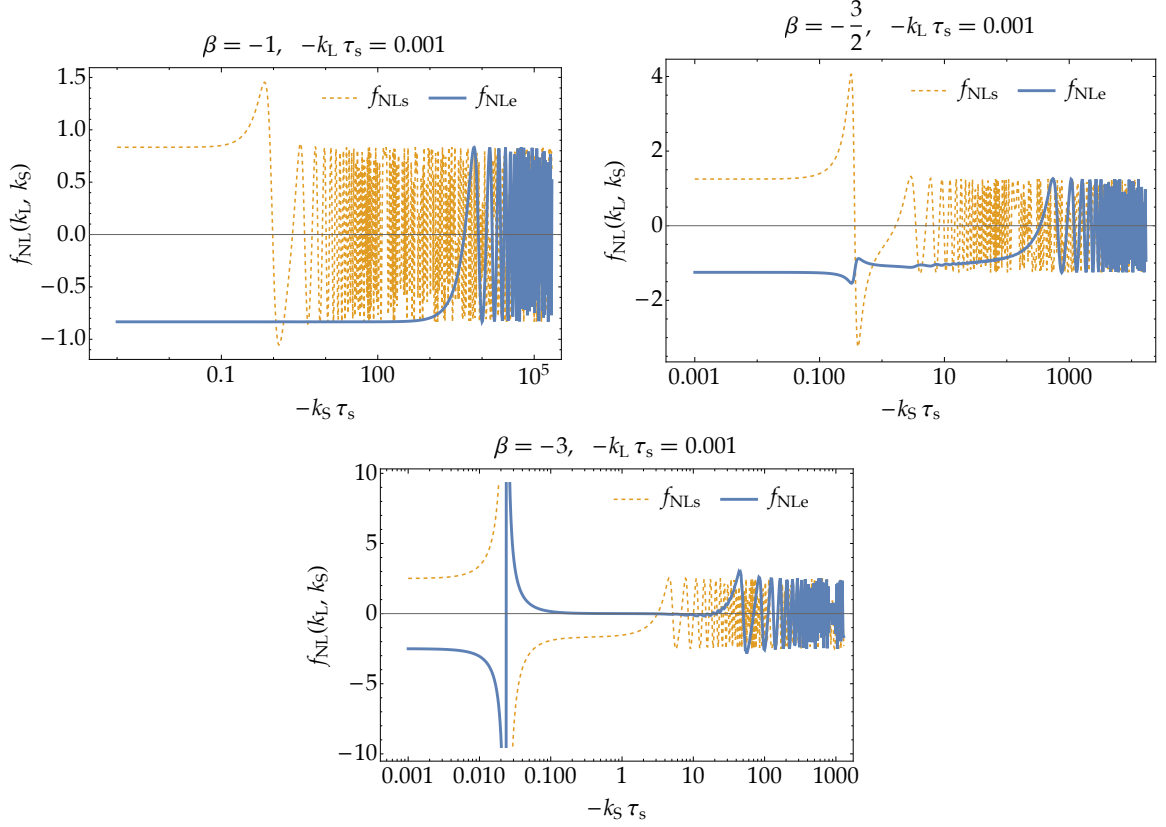 β = −1, −k_L τ_s = 0.001
f_NLs f_NLe
1.5
1.0
0.5
0.0
−0.5
−1.0
f_NL(k_L, k_S)
0.1 100 10^5
−k_S τ_s
β = −3/2, −k_L τ_s = 0.001
f_NLs f_NLe
4
2
0
−2
f_NL(k_L, k_S)
0.001 0.100 10 1000
−k_S τ_s
β = −3, −k_L τ_s = 0.001
f_NLs f_NLe
10
5
0
−5
−10
f_NL(k_L, k_S)
0.001 0.010 0.100 1 10 100 1000
−k_S τ_s